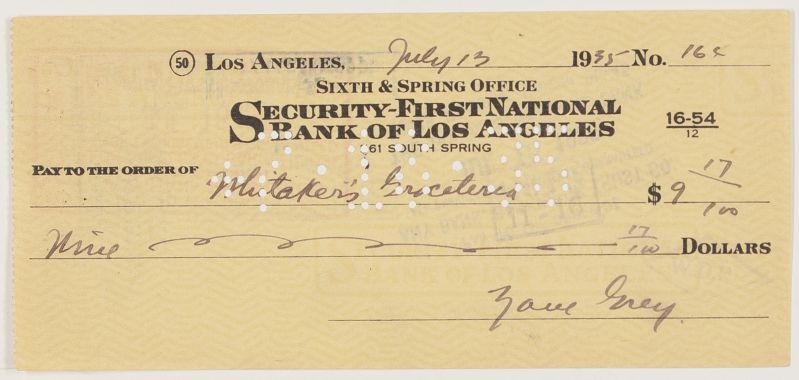 50 Los Angeles, July 13 1935 No. 164
Sixth & Spring Office
Security-First National
Bank of Los Angeles
561 South Spring
16-54
12
Pay to the order of Whitaker's Groceteria $9 17/100
Nine 17/100 Dollars
Zane Grey